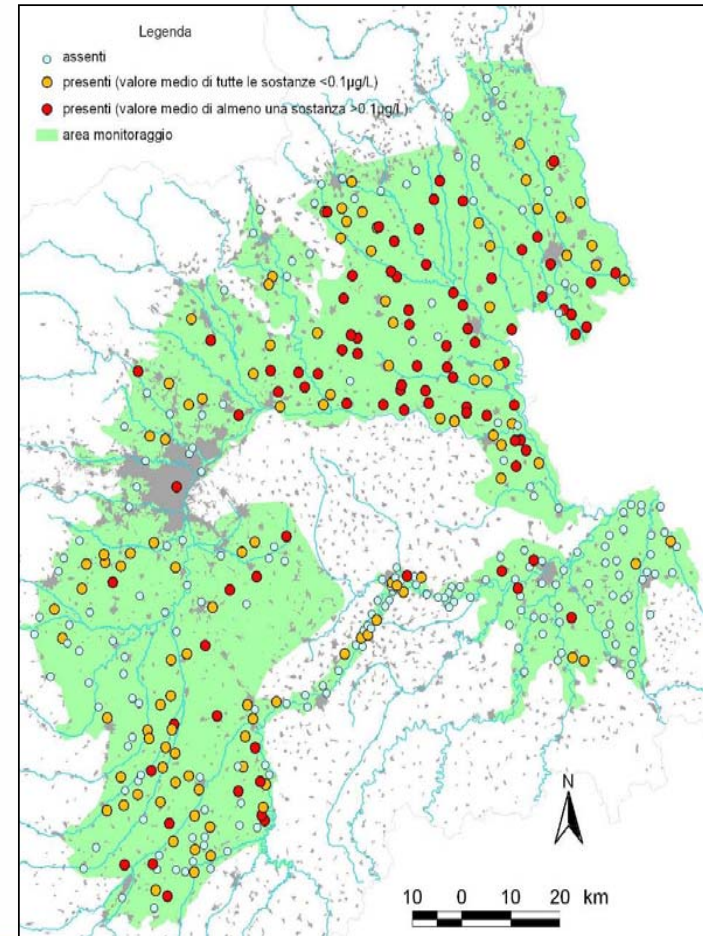 Legenda
assenti
presenti (valore medio di tutte le sostanze <0.1µg/L)
presenti (valore medio di almeno una sostanza >0.1µg/L)
area monitoraggio
N
10 0 10 20 km